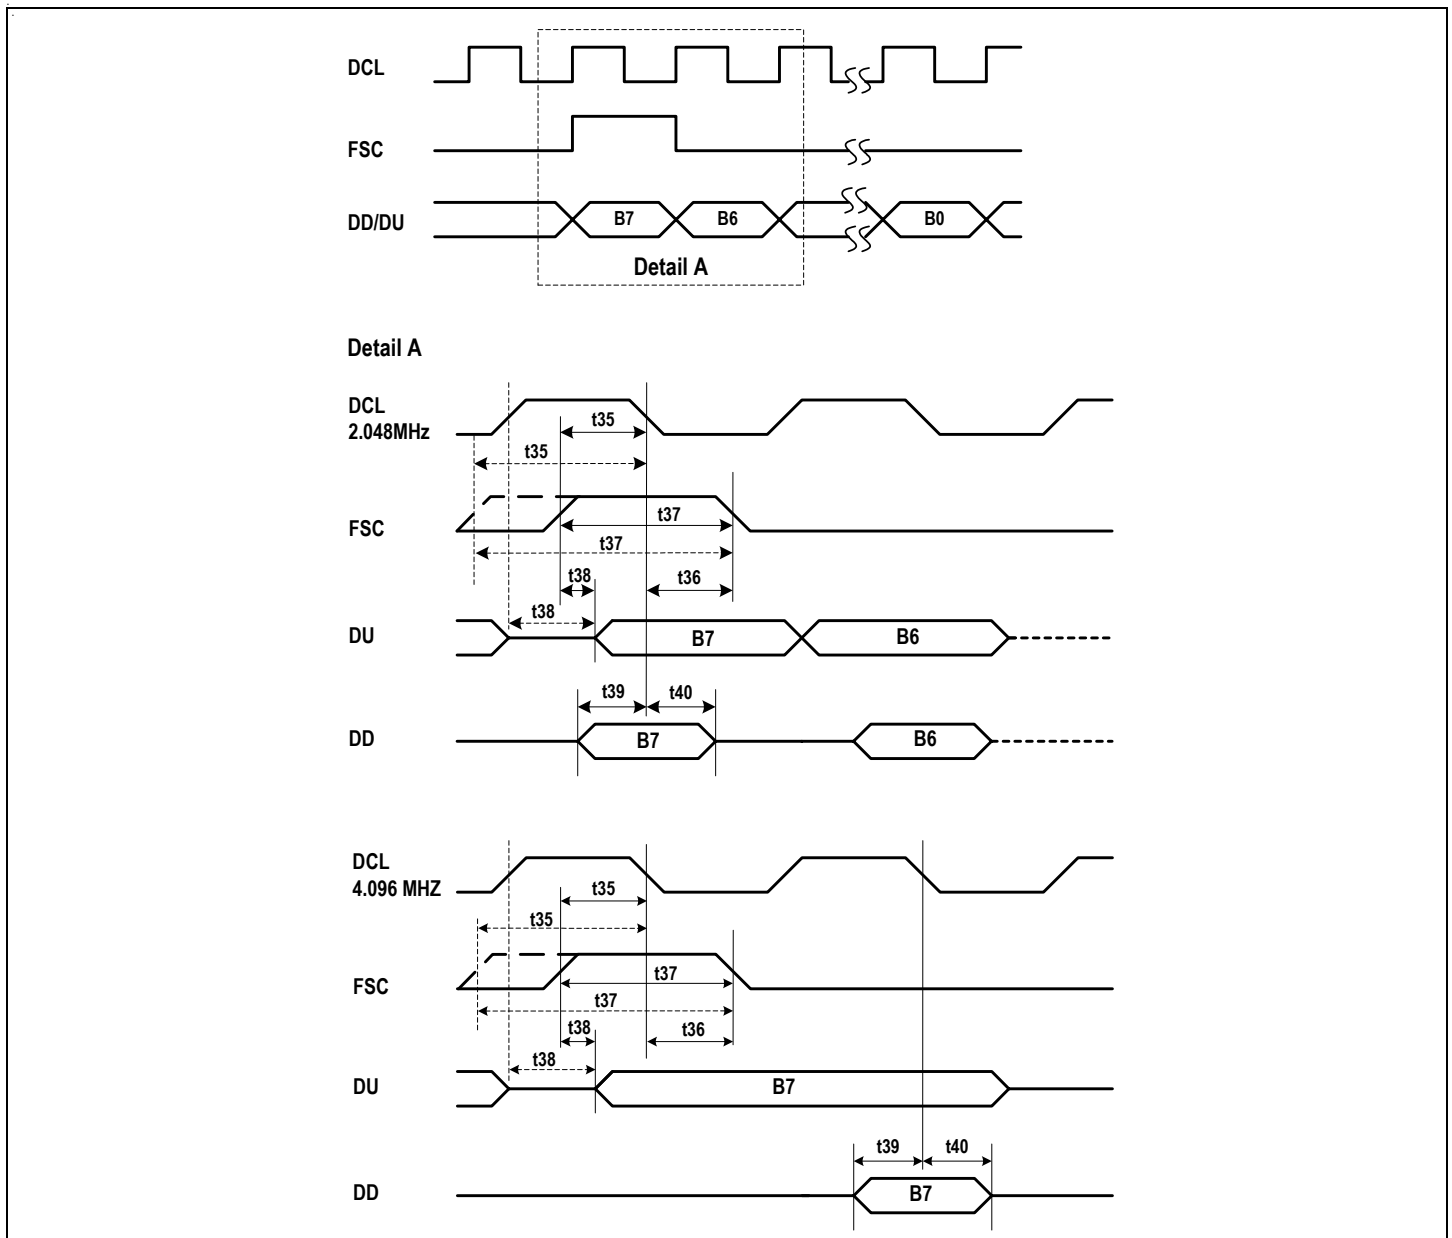 DCL
FSC
DD/DU
B7
B6
B0
Detail A
Detail A
DCL
2.048MHz
t35
t35
FSC
t37
t37
t38
t36
t38
DU
B7
B6
t39
t40
DD
B7
B6
DCL
4.096 MHZ
t35
t35
FSC
t37
t37
t38
t36
t38
DU
B7
t39
t40
DD
B7